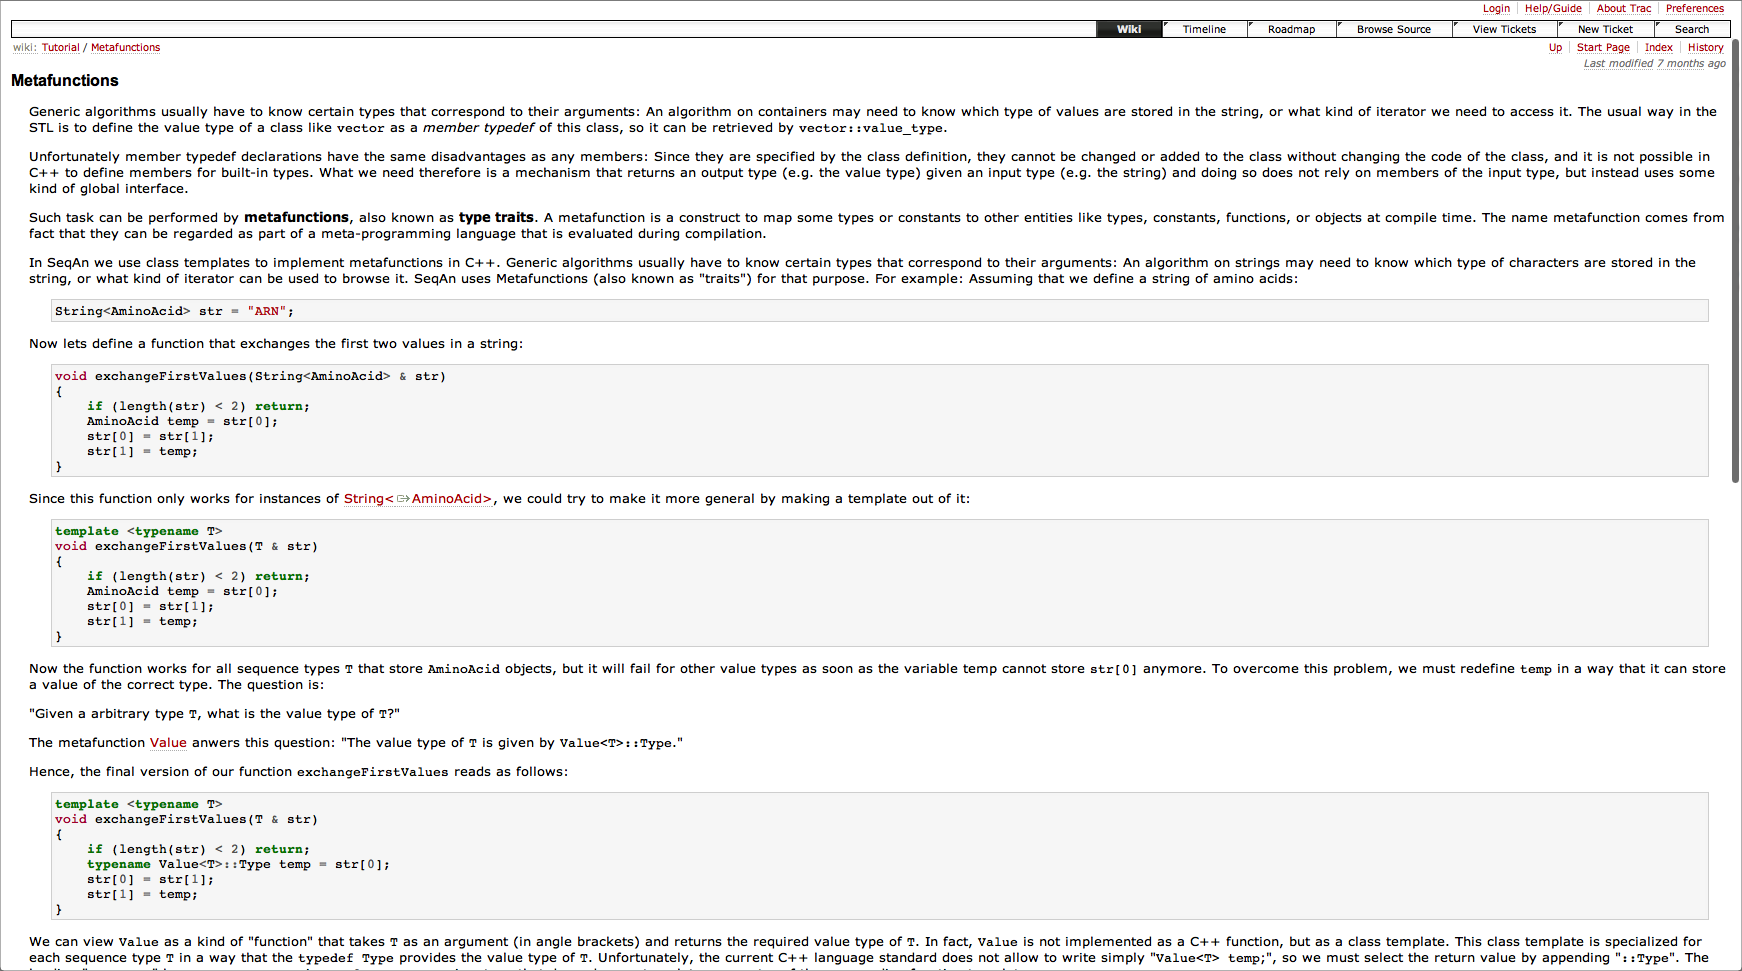 Login Help/Guide About Trac Preferences
Wiki Timeline Roadmap Browse Source View Tickets New Ticket Search
wiki: Tutorial / Metafunctions Up Start Page Index History
Last modified 7 months ago
Metafunctions
Generic algorithms usually have to know certain types that correspond to their arguments: An algorithm on containers may need to know which type of values are stored in the string, or what kind of iterator we need to access it. The usual way in the
STL is to define the value type of a class like vector as a member typedef of this class, so it can be retrieved by vector::value_type.
Unfortunately member typedef declarations have the same disadvantages as any members: Since they are specified by the class definition, they cannot be changed or added to the class without changing the code of the class, and it is not possible in
C++ to define members for built-in types. What we need therefore is a mechanism that returns an output type (e.g. the value type) given an input type (e.g. the string) and doing so does not rely on members of the input type, but instead uses some
kind of global interface.
Such task can be performed by metafunctions, also known as type traits. A metafunction is a construct to map some types or constants to other entities like types, constants, functions, or objects at compile time. The name metafunction comes from
fact that they can be regarded as part of a meta-programming language that is evaluated during compilation.
In SeqAn we use class templates to implement metafunctions in C++. Generic algorithms usually have to know certain types that correspond to their arguments: An algorithm on strings may need to know which type of characters are stored in the
string, or what kind of iterator can be used to browse it. SeqAn uses Metafunctions (also known as "traits") for that purpose. For example: Assuming that we define a string of amino acids:
String<AminoAcid> str = "ARN";
Now lets define a function that exchanges the first two values in a string:
void exchangeFirstValues(String<AminoAcid> & str)
{
if (length(str) < 2) return;
AminoAcid temp = str[0];
str[0] = str[1];
str[1] = temp;
}
Since this function only works for instances of String<AminoAcid>, we could try to make it more general by making a template out of it:
template <typename T>
void exchangeFirstValues(T & str)
{
if (length(str) < 2) return;
AminoAcid temp = str[0];
str[0] = str[1];
str[1] = temp;
}
Now the function works for all sequence types T that store AminoAcid objects, but it will fail for other value types as soon as the variable temp cannot store str[0] anymore. To overcome this problem, we must redefine temp in a way that it can store
a value of the correct type. The question is:
"Given a arbitrary type T, what is the value type of T?"
The metafunction Value anwers this question: "The value type of T is given by Value<T>::Type."
Hence, the final version of our function exchangeFirstValues reads as follows:
template <typename T>
void exchangeFirstValues(T & str)
{
if (length(str) < 2) return;
typename Value<T>::Type temp = str[0];
str[0] = str[1];
str[1] = temp;
}
We can view Value as a kind of "function" that takes T as an argument (in angle brackets) and returns the required value type of T. In fact, Value is not implemented as a C++ function, but as a class template. This class template is specialized for
each sequence type T in a way that the typedef Type provides the value type of T. Unfortunately, the current C++ language standard does not allow to write simply "Value<T> temp;", so we must select the return value by appending "::Type". The